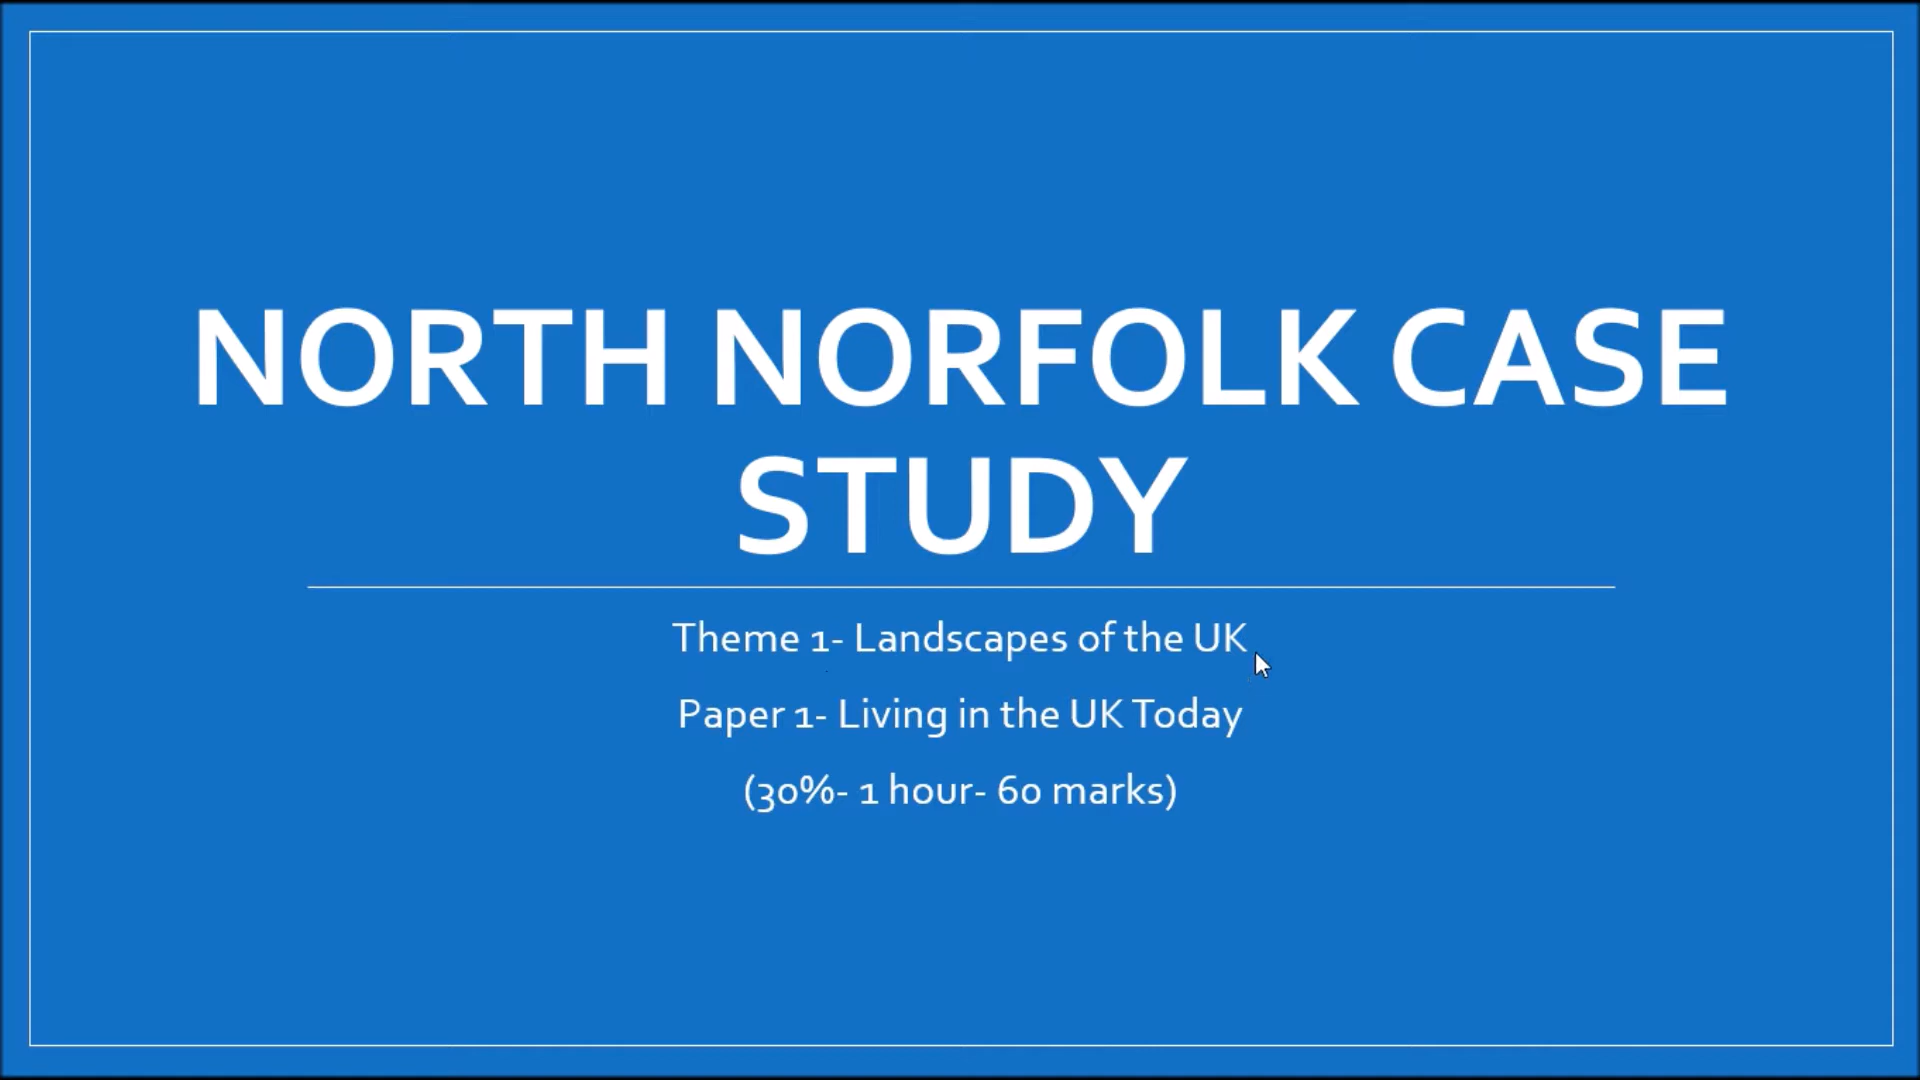 NORTH NORFOLK CASE
STUDY
Theme 1- Landscapes of the UK
Paper 1- Living in the UK Today
(30%- 1 hour- 60 marks)